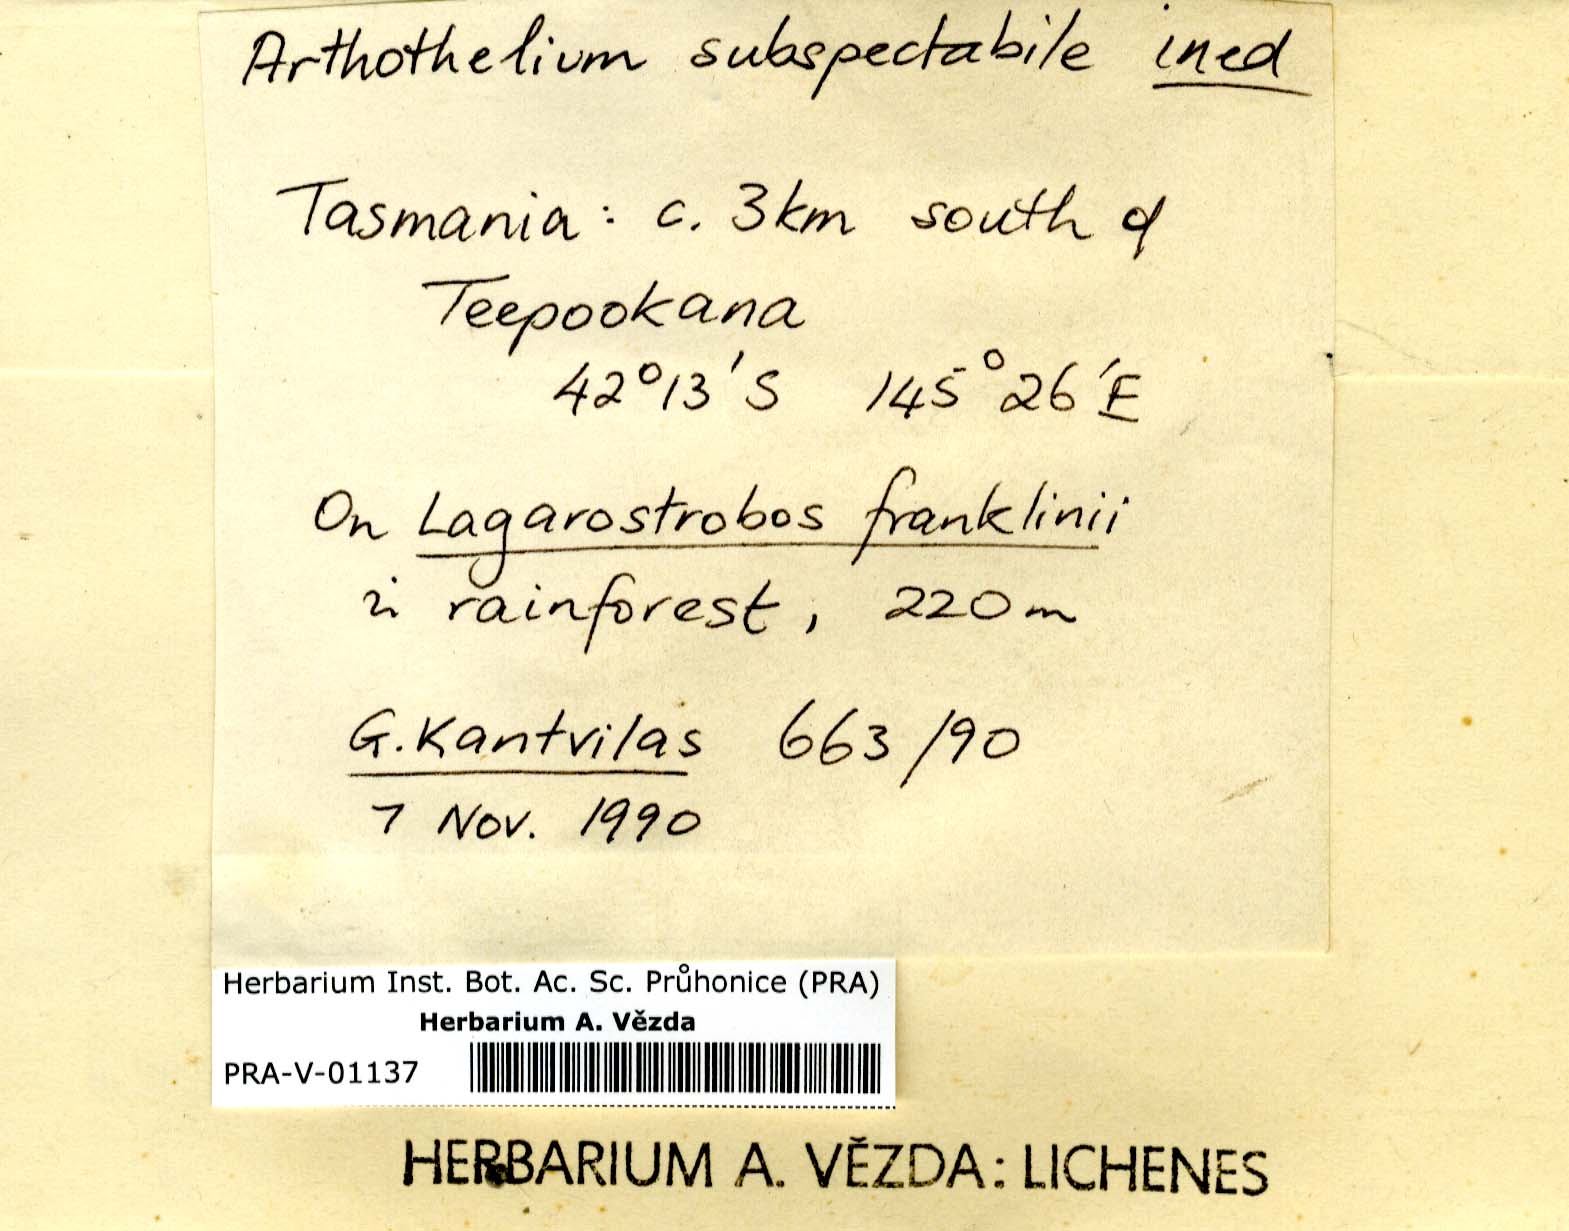 Arthothelium subspectabile ined
Tasmania: c. 3km south of
Teepookana
42°13'S 145°26'E
On Lagarostrobos franklinii
in rainforest, 220m
G. Kantvilas 663/90
7 Nov. 1990
Herbarium Inst. Bot. Ac. Sc. Průhonice (PRA)
Herbarium A. Vězda
PRA-V-01137
HERBARIUM A. VĚZDA: LICHENES